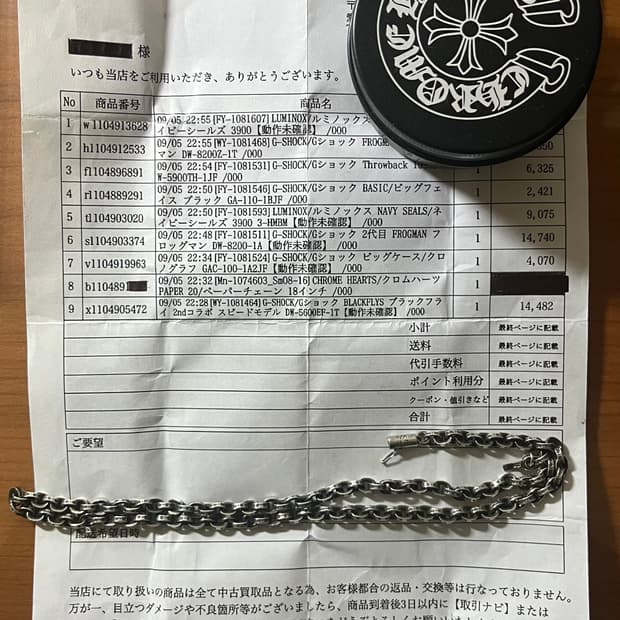 様
いつも当店をご利用いただき、ありがとうございます。
CHROME
No 商品番号 商品名
1 w1104913628 09/05 22:55[FY-1081607]LUMINOX/ルミノックス
イビーシールズ 3900【動作未確認】 /000
2 h1104912533 09/05 22:55[WY-1081468]G-SHOCK/Gショック FROGMAN
マン DW-8200Z-1T /000
3 f1104896891 09/05 22:54[FY-1081531]G-SHOCK/Gショック Throwback
W-5900TH-1JF /000 1 6,325
4 r1104889291 09/05 22:50[FY-1081546]G-SHOCK/Gショック BASIC/ビッグフェ
イス ブラック GA-110-1BJF /000 1 2,421
5 t1104903020 09/05 22:50[FY-1081593]LUMINOX/ルミノックス NAVY SEALS/ネ
イビーシールズ 3900 3-HMBM【動作未確認】 /000 1 9,075
6 s1104903374 09/05 22:48[FY-1081516]G-SHOCK/Gショック 2代目 FROGMAN フ
ロッグマン DW-8200-1A【動作未確認】 /000 1 14,740
7 v1104919963 09/05 22:34[FY-1081524]G-SHOCK/Gショック ビッグケース/クロ
ノグラフ GAC-100-1A2JF【動作未確認】 /000 1 4,070
8 b110489 09/05 22:32[Mn-1074603_Sm08-16]CHROME HEARTS/クロムハーツ
PAPER 20/ペーパーチェーン 18インチ /000 1
9 x1104905472 09/05 22:28[WY-1081464]G-SHOCK/Gショック BLACKFLYS ブラックフラ
イ 2ndコラボ スピードモデル DW-5600EF-1T【動作未確認】 /000 1 14,482
小計 最終ページに記載
送料 最終ページに記載
代引手数料 最終ページに記載
ポイント利用分 最終ページに記載
クーポン・値引きなど 最終ページに記載
合計 最終ページに記載
ご要望
配送希望日時
当店にて取り扱いの商品は全て中古買取品となる為、お客様都合の返品・交換等は行なっておりません。
万が一、目立つダメージや不良箇所等がございましたら、商品到着後3日以内に【取引ナビ】または